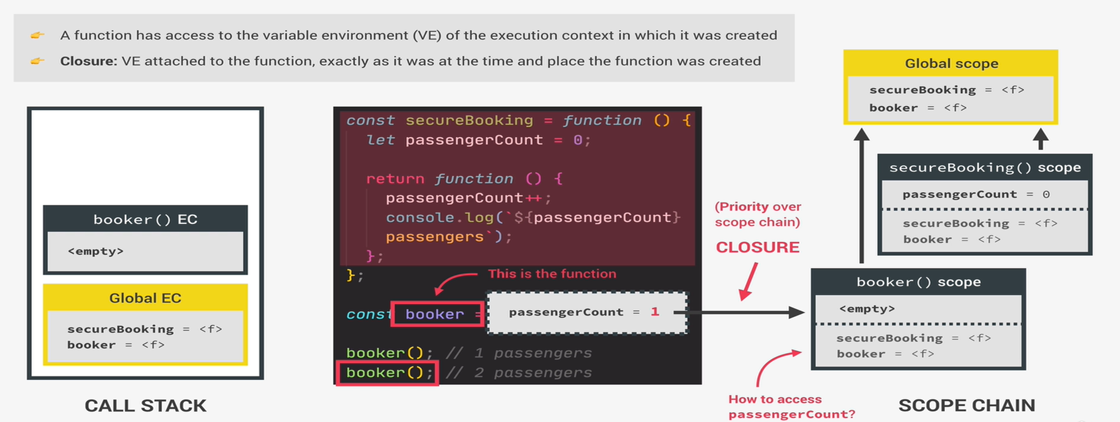 👉 A function has access to the variable environment (VE) of the execution context in which it was created
👉 Closure: VE attached to the function, exactly as it was at the time and place the function was created
booker() EC
<empty>
Global EC
secureBooking = <f>
booker = <f>
CALL STACK
const secureBooking = function () {
let passengerCount = 0;
return function () {
passengerCount++;
console.log(`${passengerCount}
passengers`);
};
};
This is the function
const booker =
passengerCount = 1
booker(); // 1 passengers
booker(); // 2 passengers
(Priority over
scope chain)
CLOSURE
Global scope
secureBooking = <f>
booker = <f>
secureBooking() scope
passengerCount = 0
secureBooking = <f>
booker = <f>
booker() scope
<empty>
secureBooking = <f>
booker = <f>
How to access
passengerCount?
SCOPE CHAIN